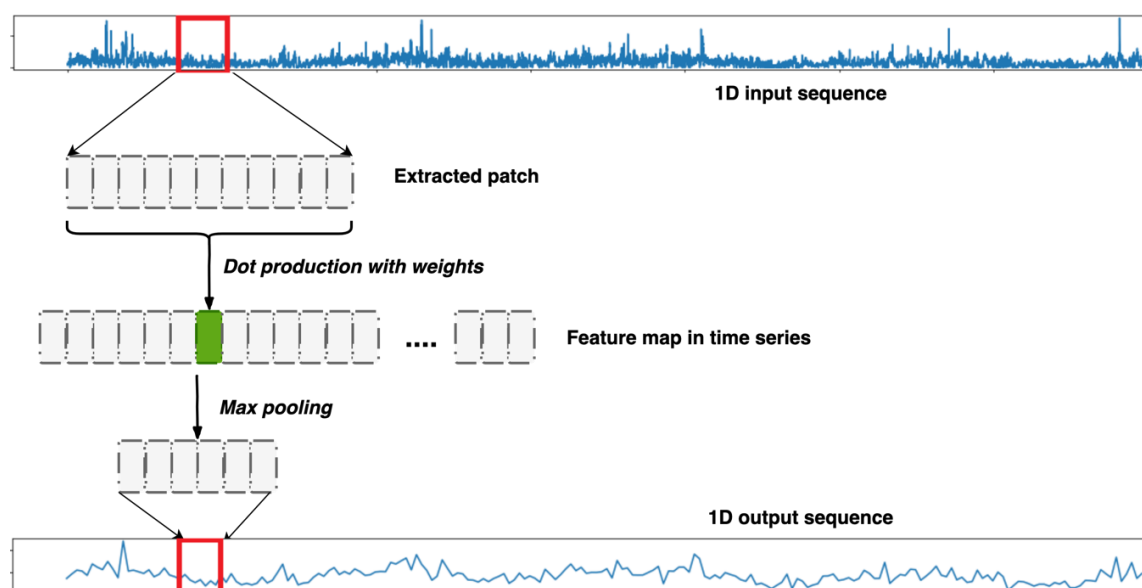 1D input sequence
Extracted patch
Dot production with weights
....
Feature map in time series
Max pooling
1D output sequence